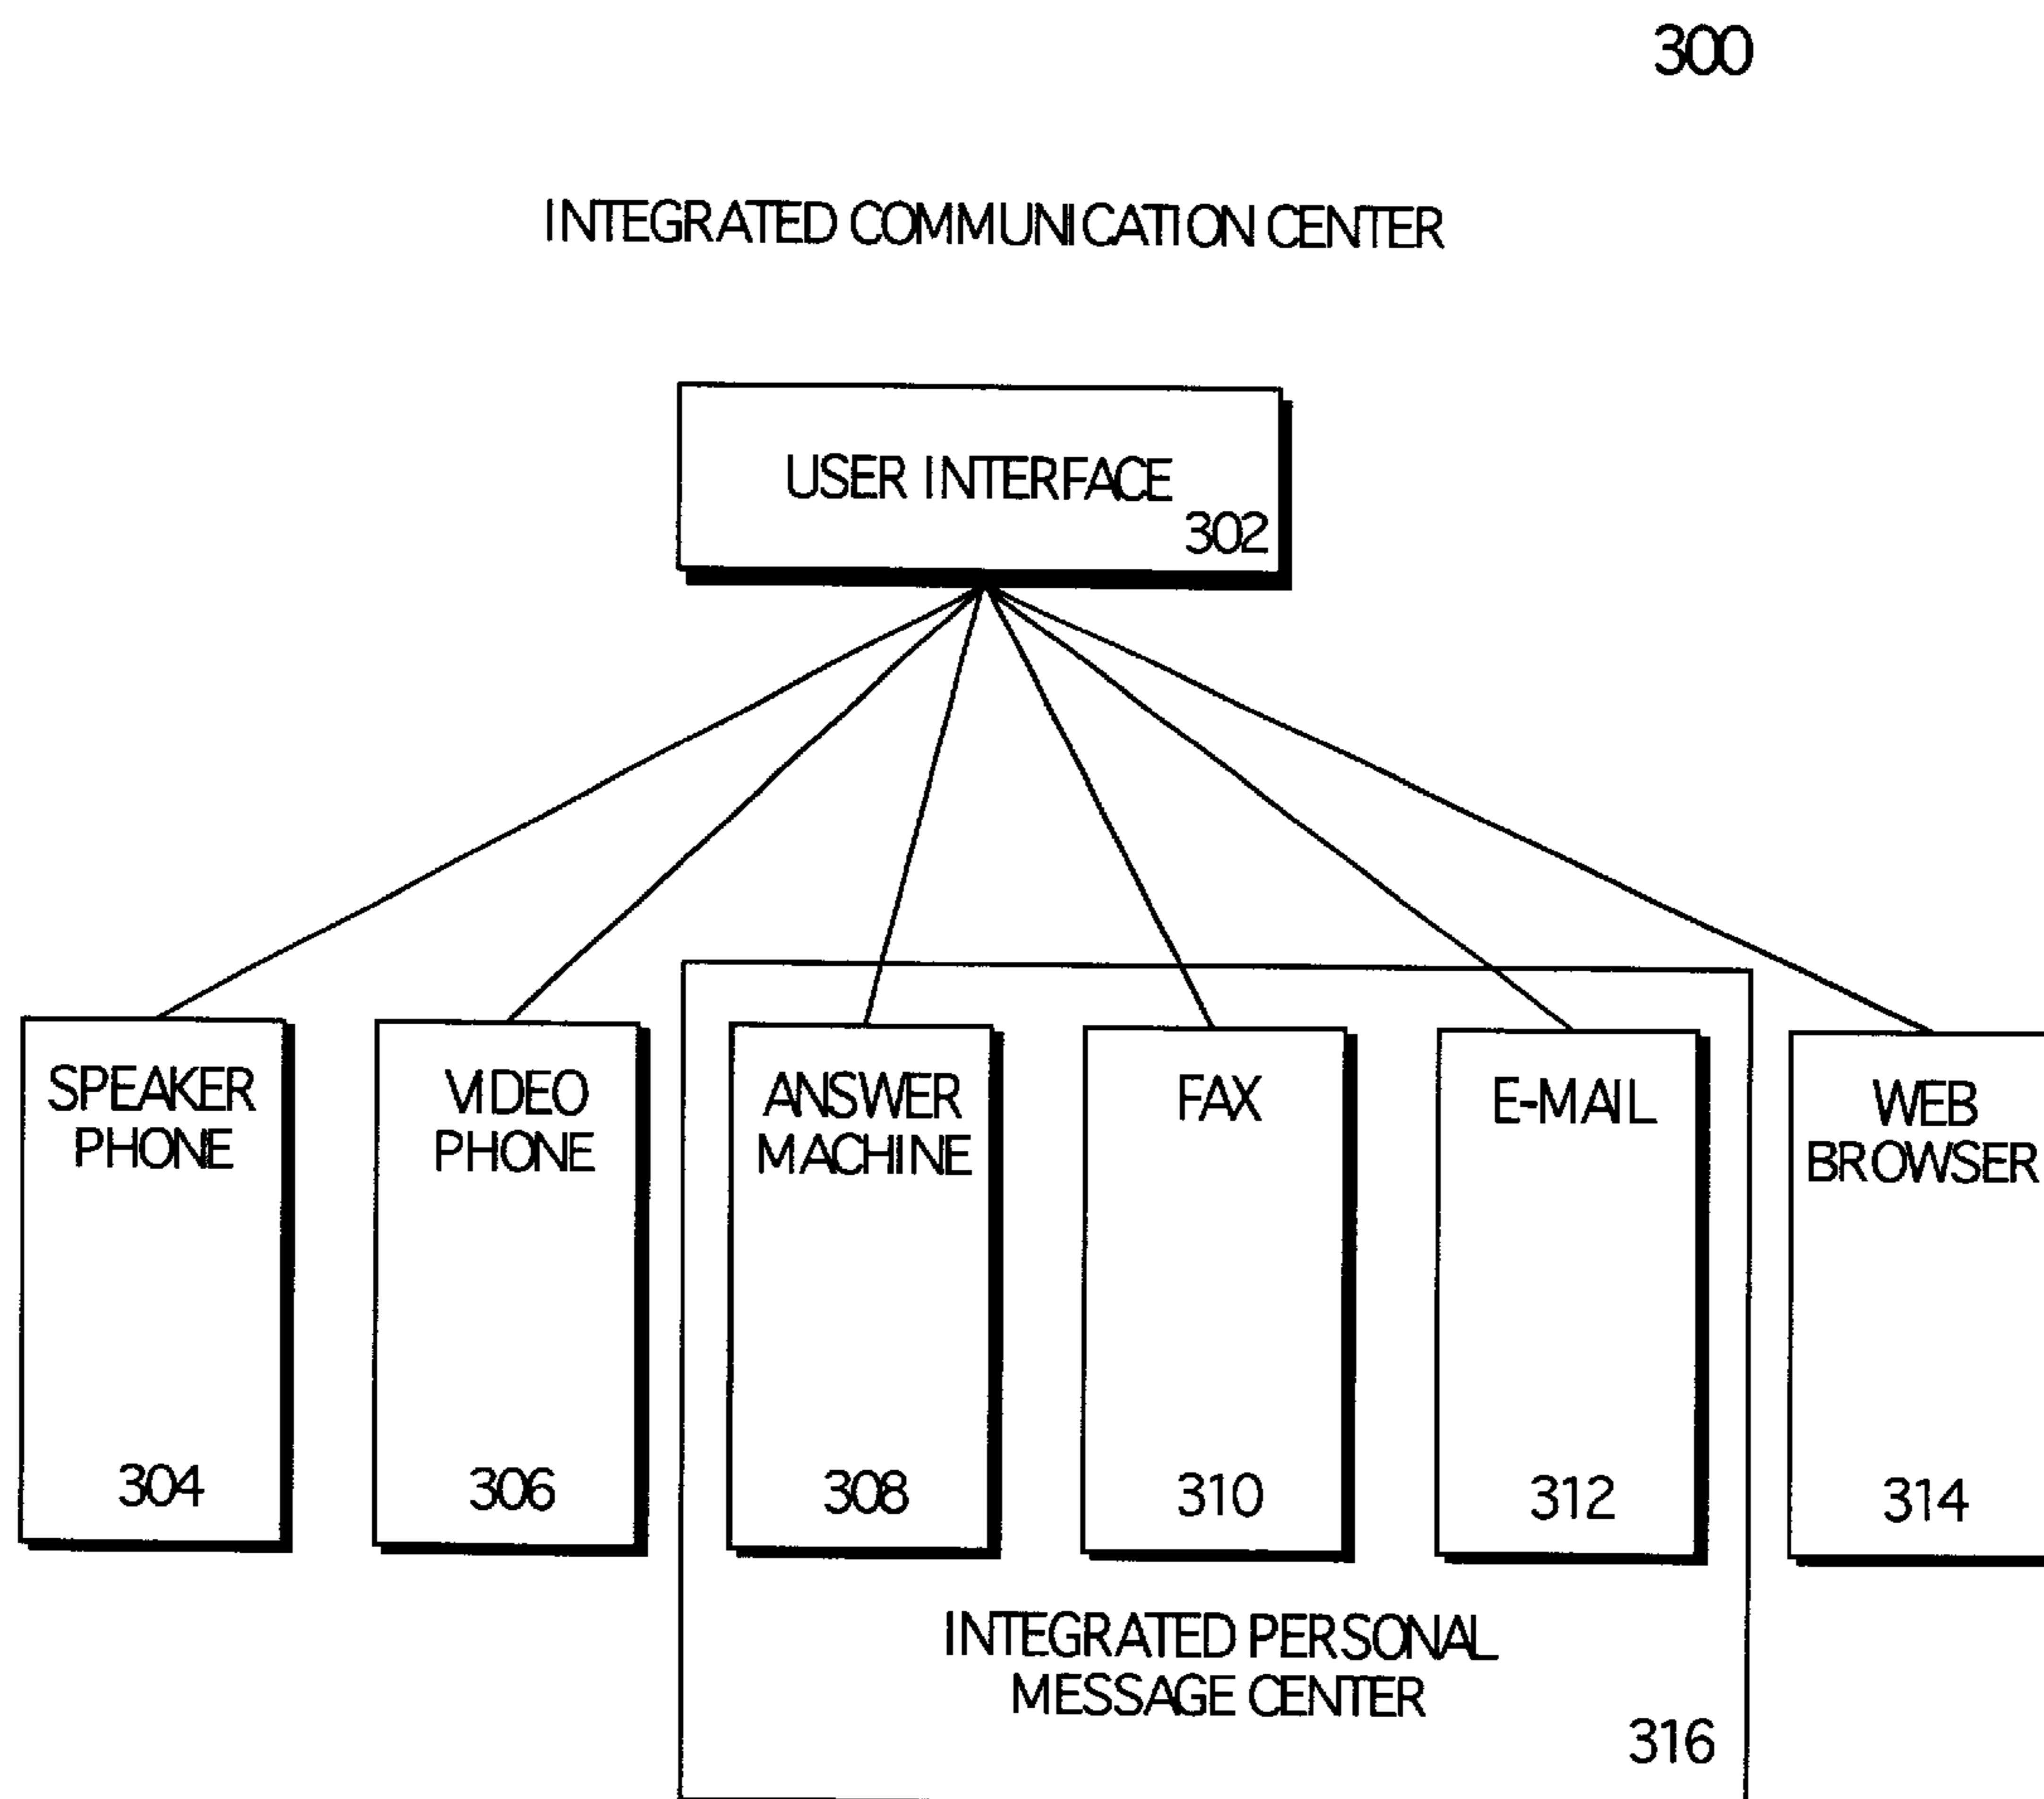 300
INTEGRATED COMMUNICATION CENTER
USER INTERFACE
302
SPEAKER
PHONE
304
VIDEO
PHONE
306
ANSWER
MACHINE
308
FAX
310
E-MAIL
312
WEB
BROWSER
314
INTEGRATED PERSONAL
MESSAGE CENTER
316